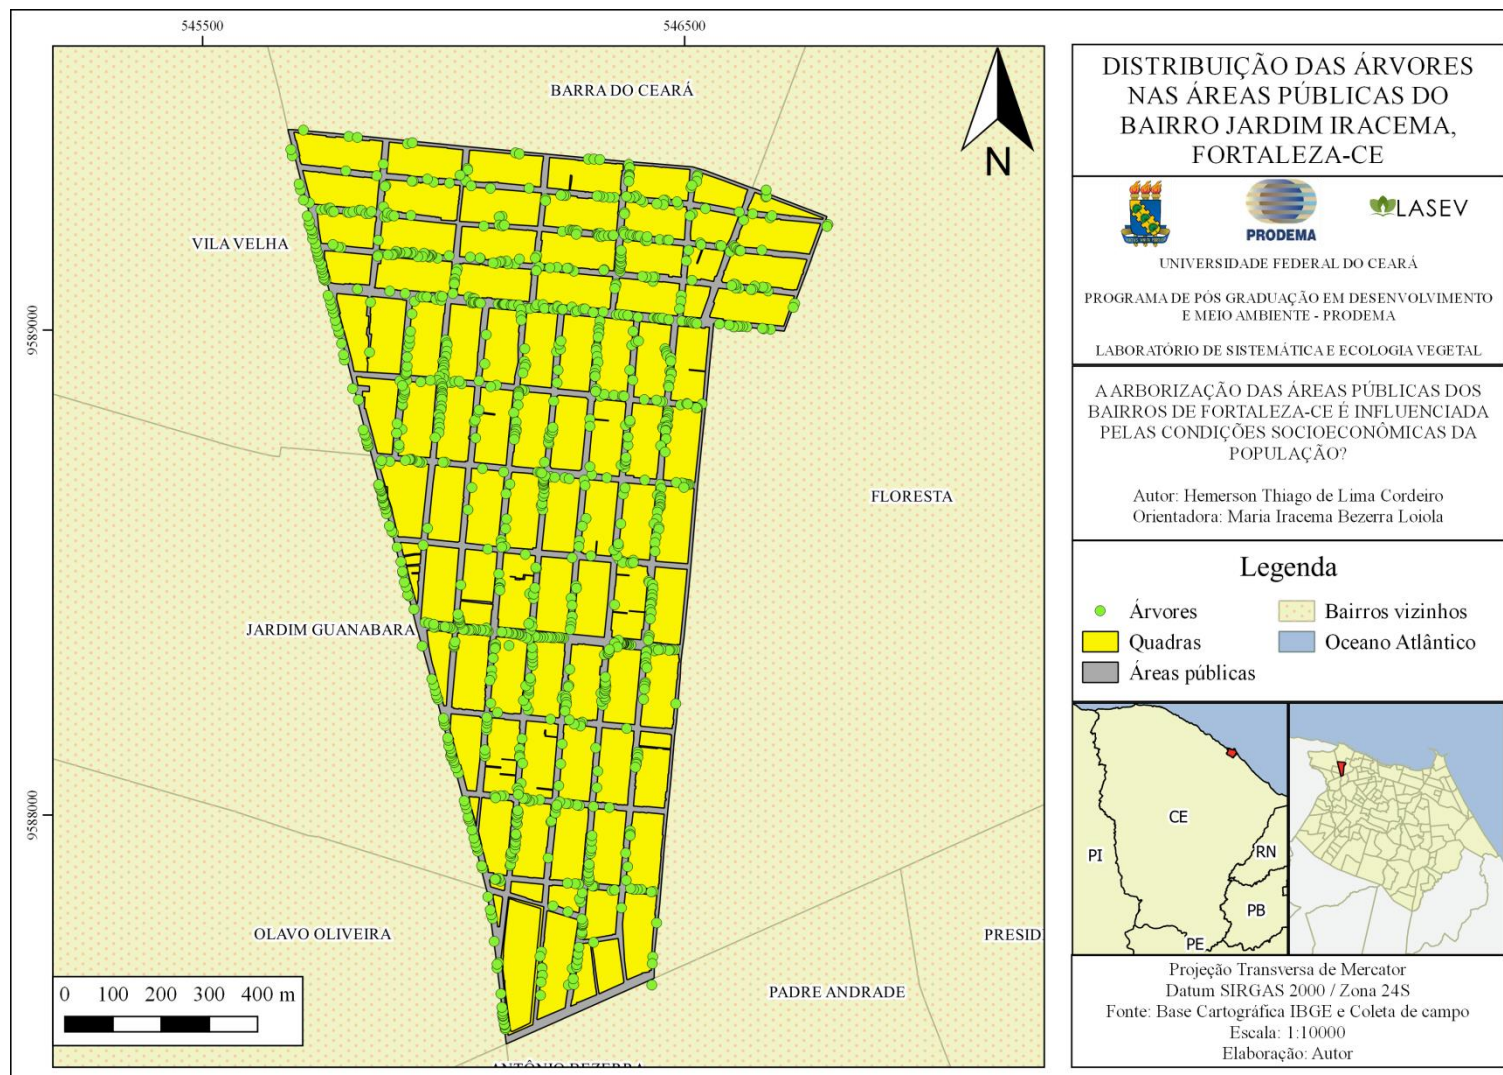 545500
546500
9589000
9588000
BARRA DO CEARÁ
N
VILA VELHA
FLORESTA
JARDIM GUANABARA
OLAVO OLIVEIRA
PADRE ANDRADE
PRESID
ANTÔNIO BEZERRA
0 100 200 300 400 m
DISTRIBUIÇÃO DAS ÁRVORES
NAS ÁREAS PÚBLICAS DO
BAIRRO JARDIM IRACEMA,
FORTALEZA-CE
PRODEMA
LASEV
UNIVERSIDADE FEDERAL DO CEARÁ
PROGRAMA DE PÓS GRADUAÇÃO EM DESENVOLVIMENTO
E MEIO AMBIENTE - PRODEMA
LABORATÓRIO DE SISTEMÁTICA E ECOLOGIA VEGETAL
A ARBORIZAÇÃO DAS ÁREAS PÚBLICAS DOS
BAIRROS DE FORTALEZA-CE É INFLUENCIADA
PELAS CONDIÇÕES SOCIOECONÔMICAS DA
POPULAÇÃO?
Autor: Hemerson Thiago de Lima Cordeiro
Orientadora: Maria Iracema Bezerra Loiola
Legenda
Árvores
Quadras
Áreas públicas
Bairros vizinhos
Oceano Atlântico
CE
PI
RN
PB
PE
Projeção Transversa de Mercator
Datum SIRGAS 2000 / Zona 24S
Fonte: Base Cartográfica IBGE e Coleta de campo
Escala: 1:10000
Elaboração: Autor